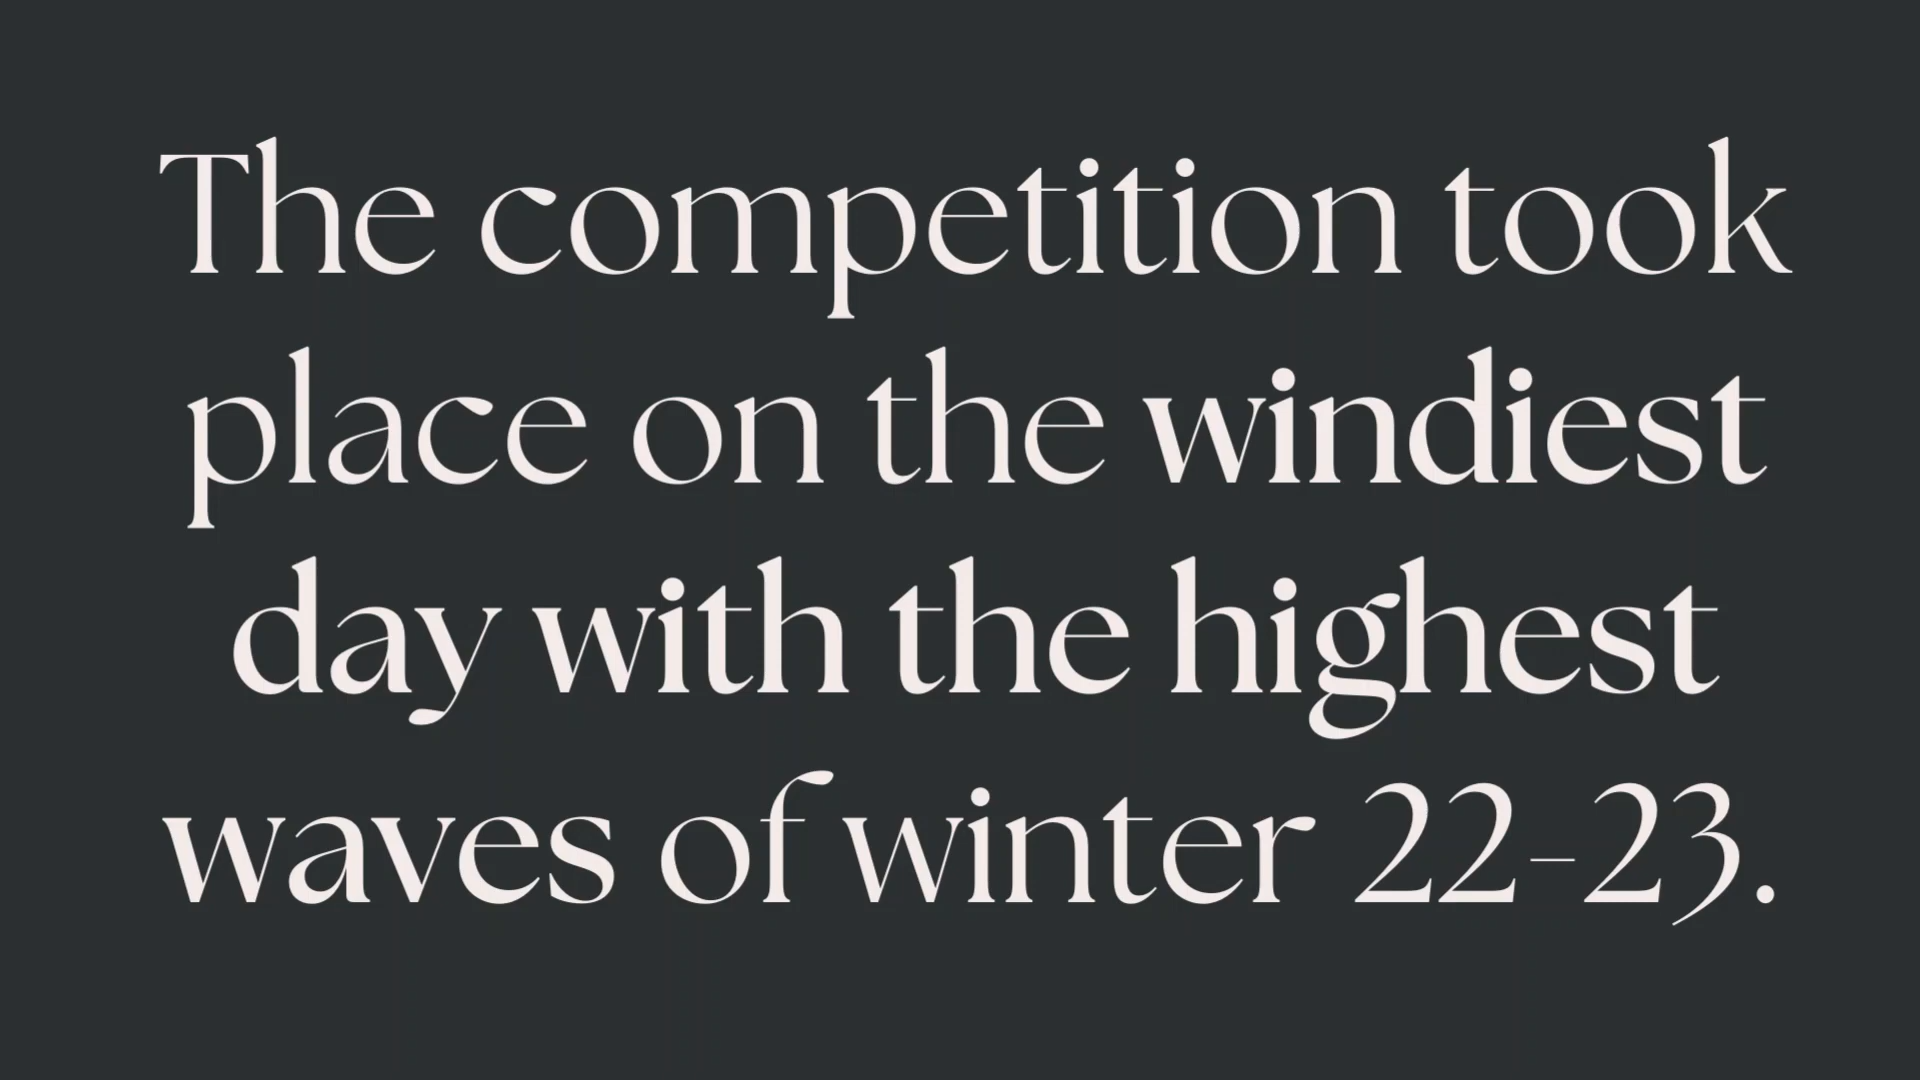 The competition took
place on the windiest
day with the highest
waves of winter 22-23.